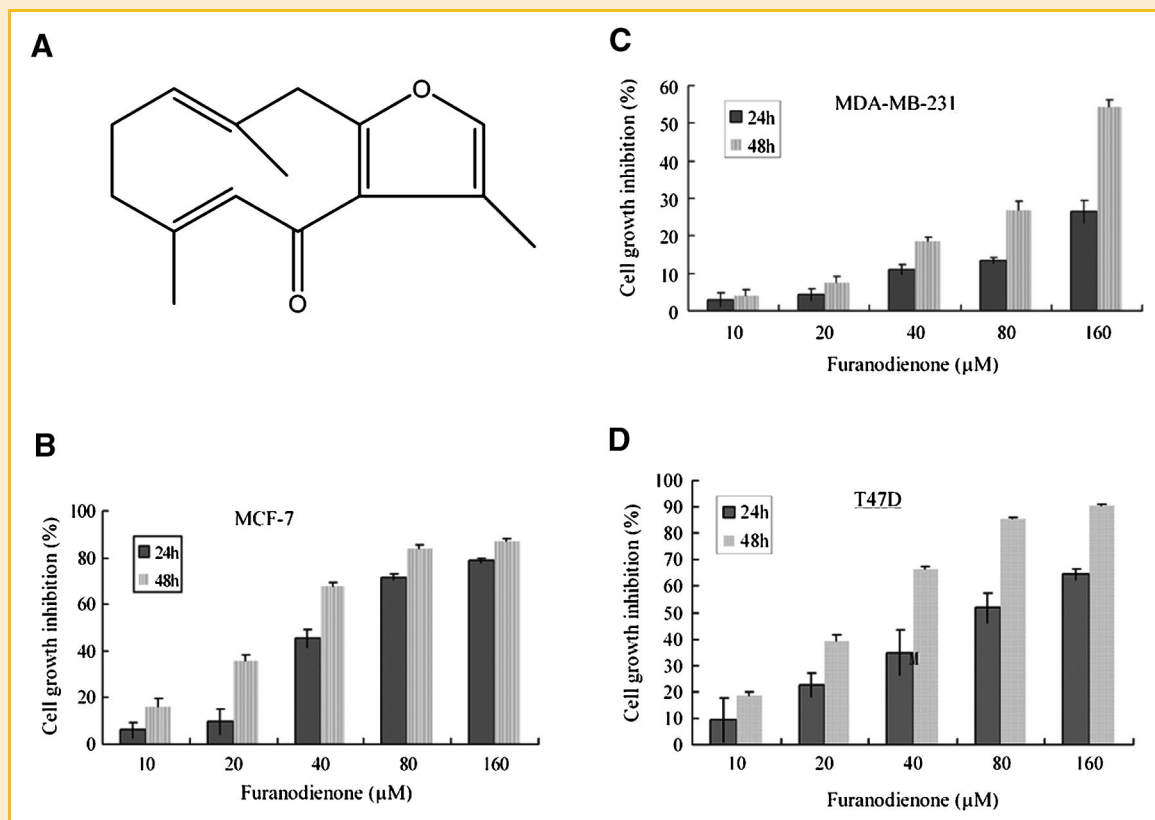 A
O
O
B
MCF-7
24h
48h
Cell growth inhibition (%)
100
80
60
40
20
0
10 20 40 80 160
Furanodienone (µM)
C
MDA-MB-231
24h
48h
Cell growth inhibition (%)
60
50
40
30
20
10
0
10 20 40 80 160
Furanodienone (µM)
D
T47D
24h
48h
Cell growth inhibition (%)
100
90
80
70
60
50
40
30
20
10
0
10 20 40 80 160
Furanodienone (µM)